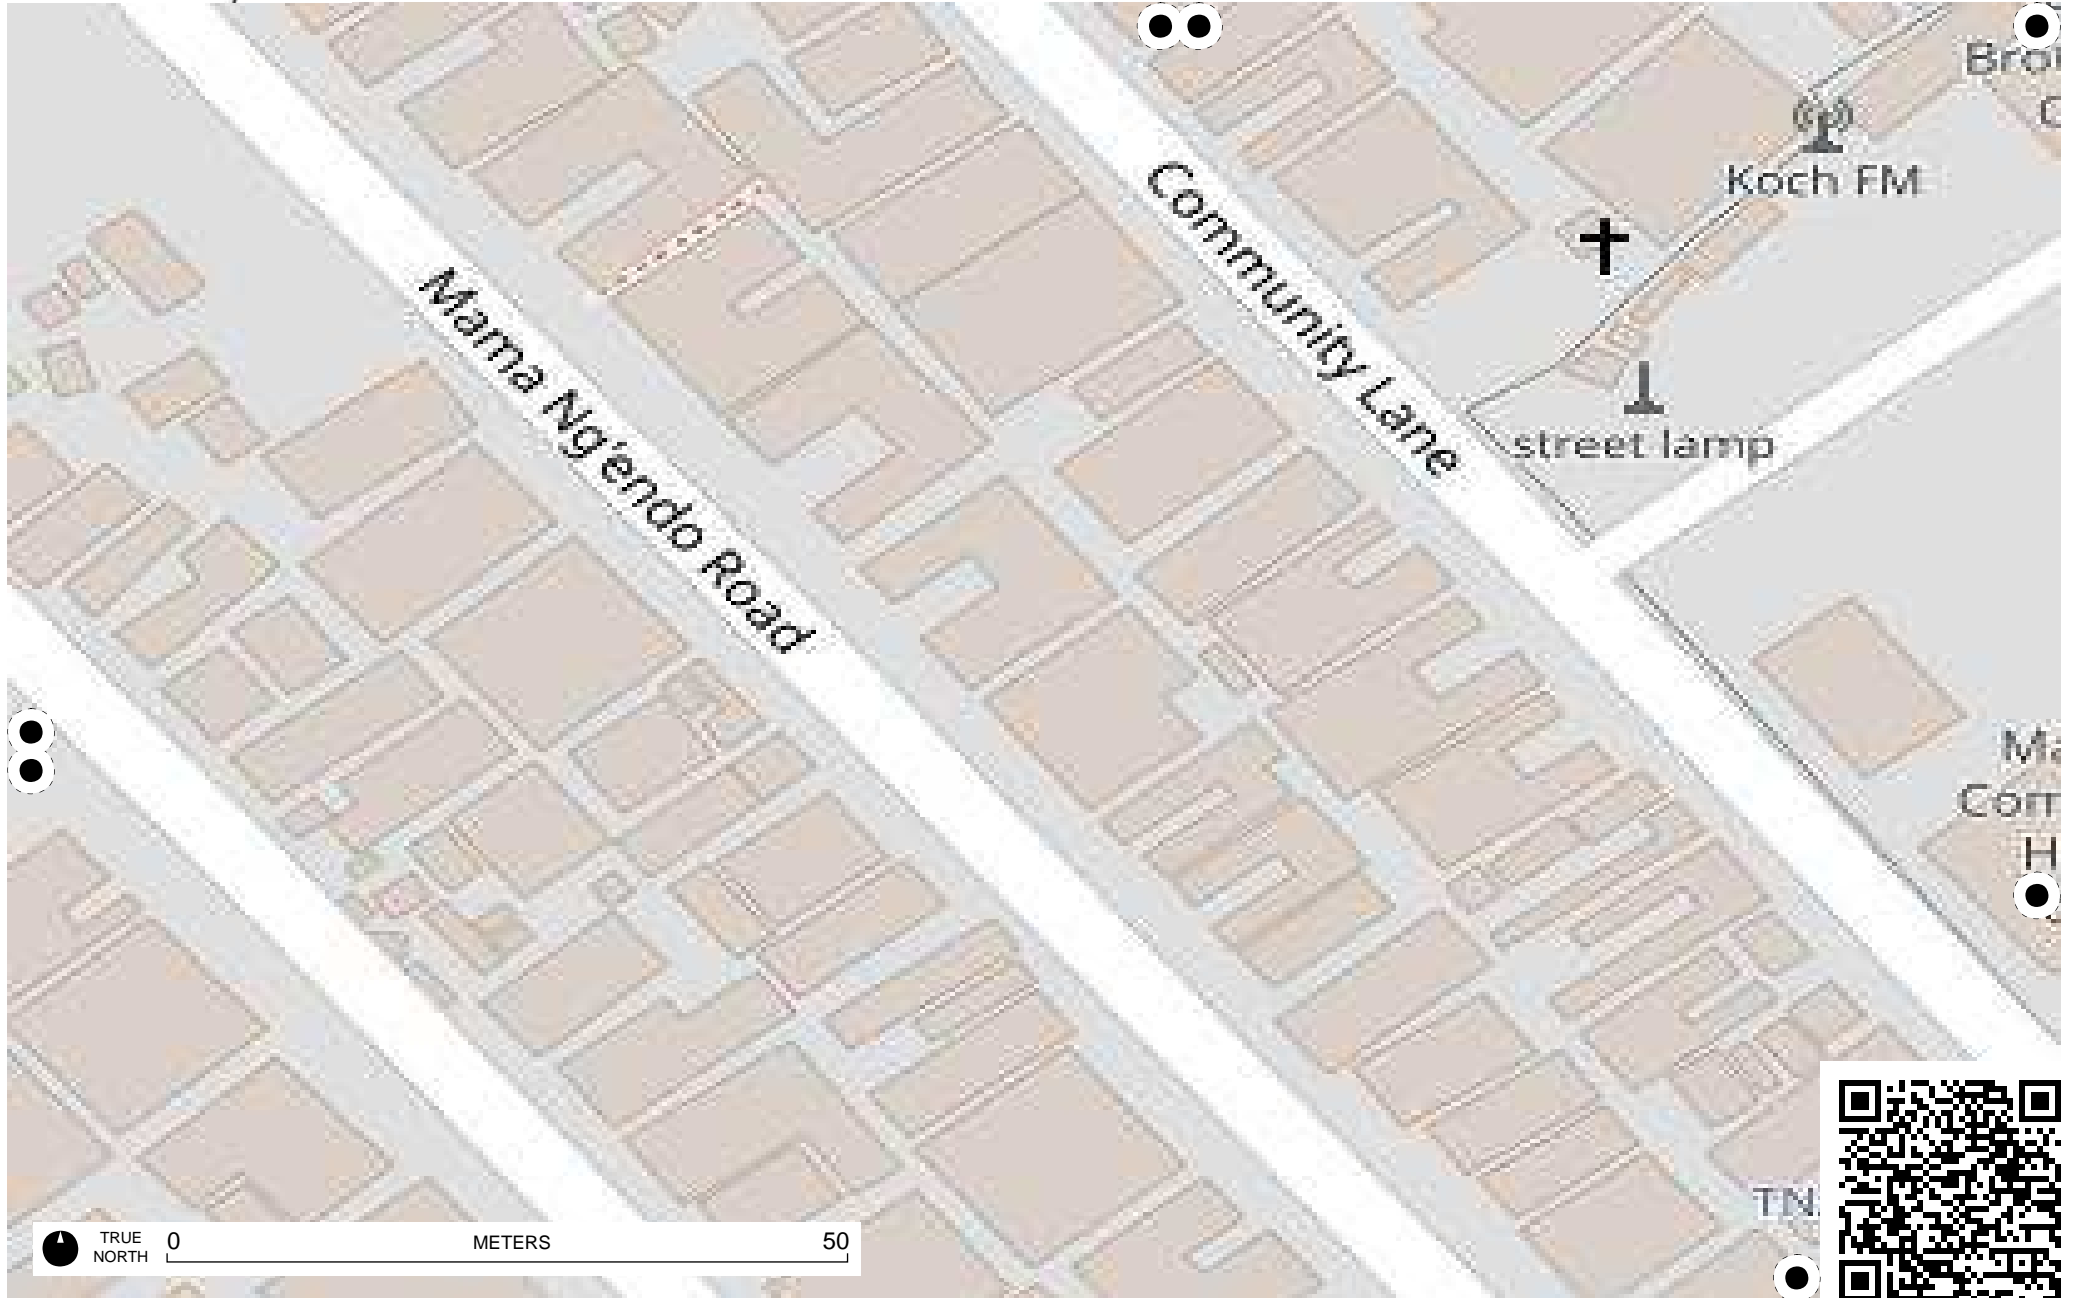 Koch FM
Community Lane
Mama Ng'endo Road
street lamp
TRUE
NORTH
0
METERS
50